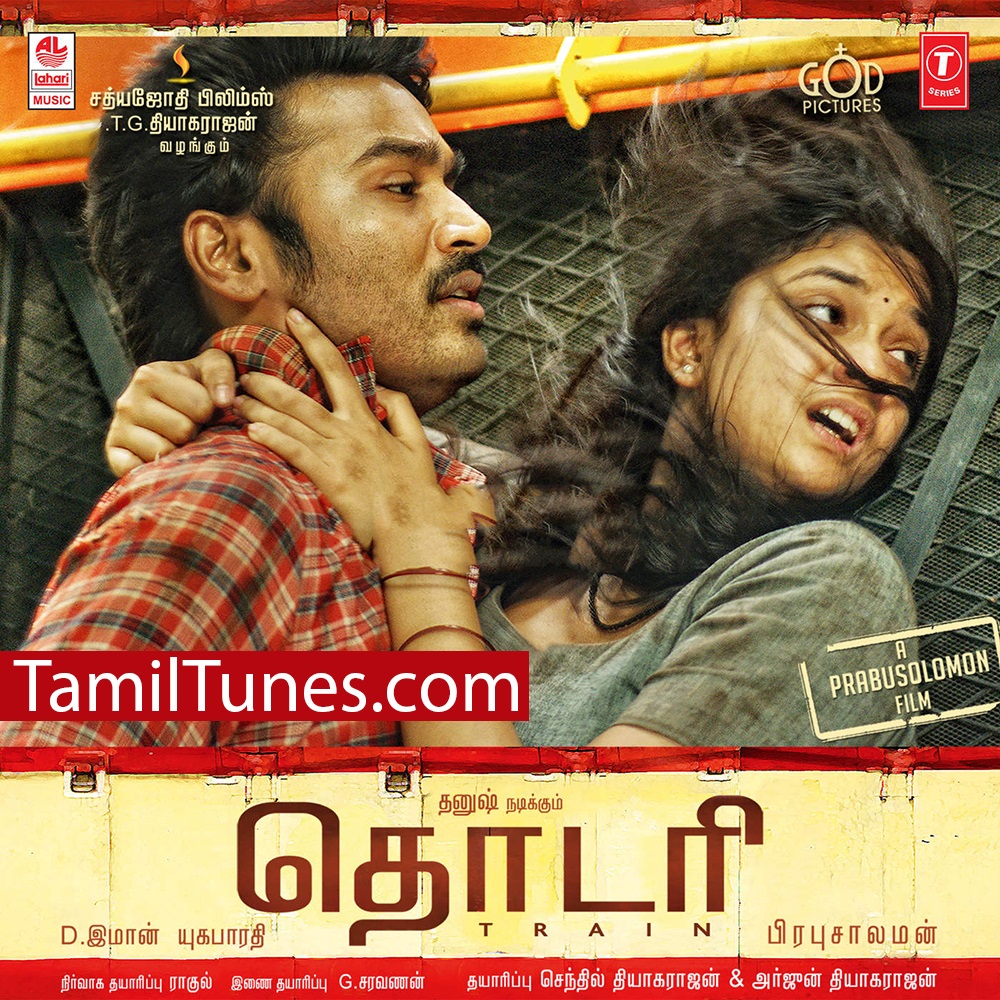 Lahari
MUSIC
சத்யஜோதி பிலிம்ஸ்
.T.G.தியாகராஜன்
வழங்கும்
GOD
PICTURES
T
SERIES
A
PRABUSOLOMON
FILM
TamilTunes.com
தனுஷ் நடிக்கும்
தொடரி
TRAIN
D.இமான் யுகபாரதி
பிரபுசாலமன்
நிர்வாக தயாரிப்பு ராகுல் இணை தயாரிப்பு G.சரவணன் தயாரிப்பு செந்தில் தியாகராஜன் & அர்ஜுன் தியாகராஜன்